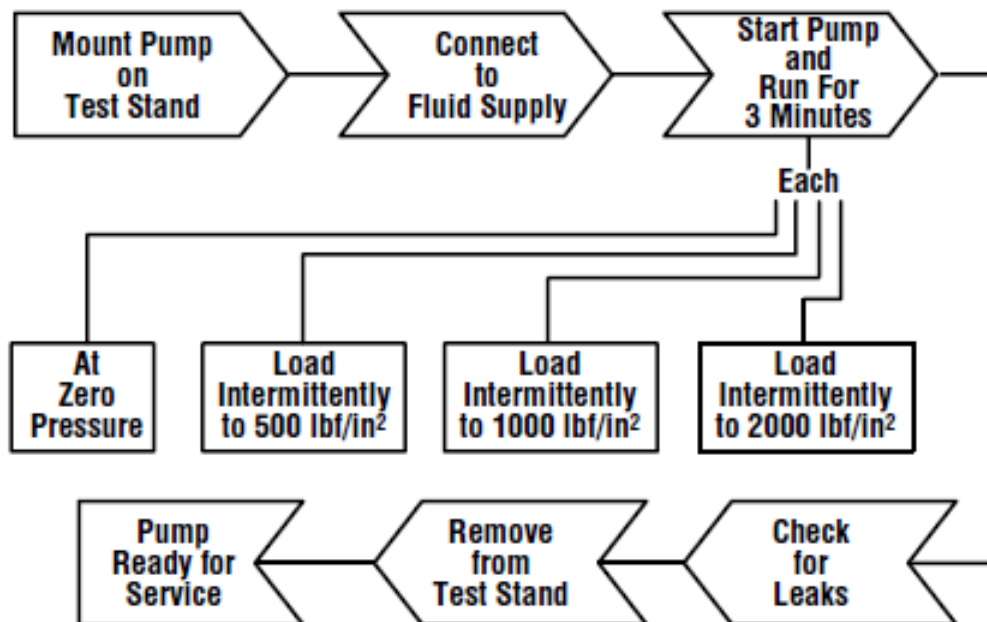 Mount Pump
on
Test Stand
Connect
to
Fluid Supply
Start Pump
and
Run For
3 Minutes
Each
At
Zero
Pressure
Load
Intermittently
to 500 lbf/in²
Load
Intermittently
to 1000 lbf/in²
Load
Intermittently
to 2000 lbf/in²
Check
for
Leaks
Remove
from
Test Stand
Pump
Ready for
Service